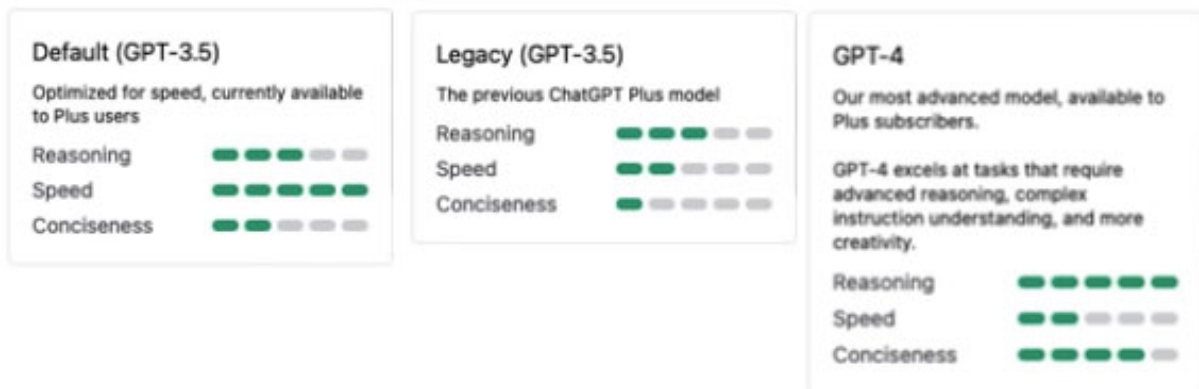 Default (GPT-3.5)
Optimized for speed, currently available
to Plus users
Reasoning
Speed
Conciseness
Legacy (GPT-3.5)
The previous ChatGPT Plus model
Reasoning
Speed
Conciseness
GPT-4
Our most advanced model, available to
Plus subscribers.
GPT-4 excels at tasks that require
advanced reasoning, complex
instruction understanding, and more
creativity.
Reasoning
Speed
Conciseness